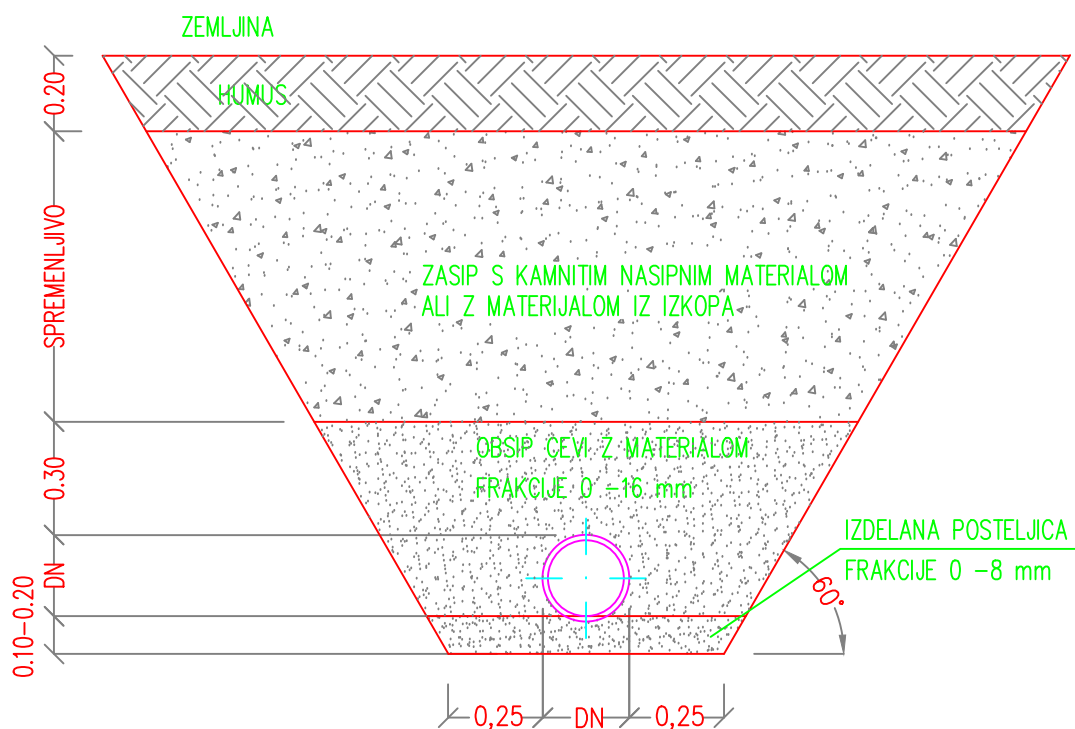 ZEMLJINA
0.20
HUMUS
SPREMENLJIVO
ZASIP S KAMNITIM NASIPNIM MATERIALOM
ALI Z MATERIJALOM IZ IZKOPA
0.30
OBSIP CEVI Z MATERIALOM
FRAKCIJE 0 -16 mm
DN
IZDELANA POSTELJICA
FRAKCIJE 0 -8 mm
60°
0.10-0.20
0,25
DN
0,25